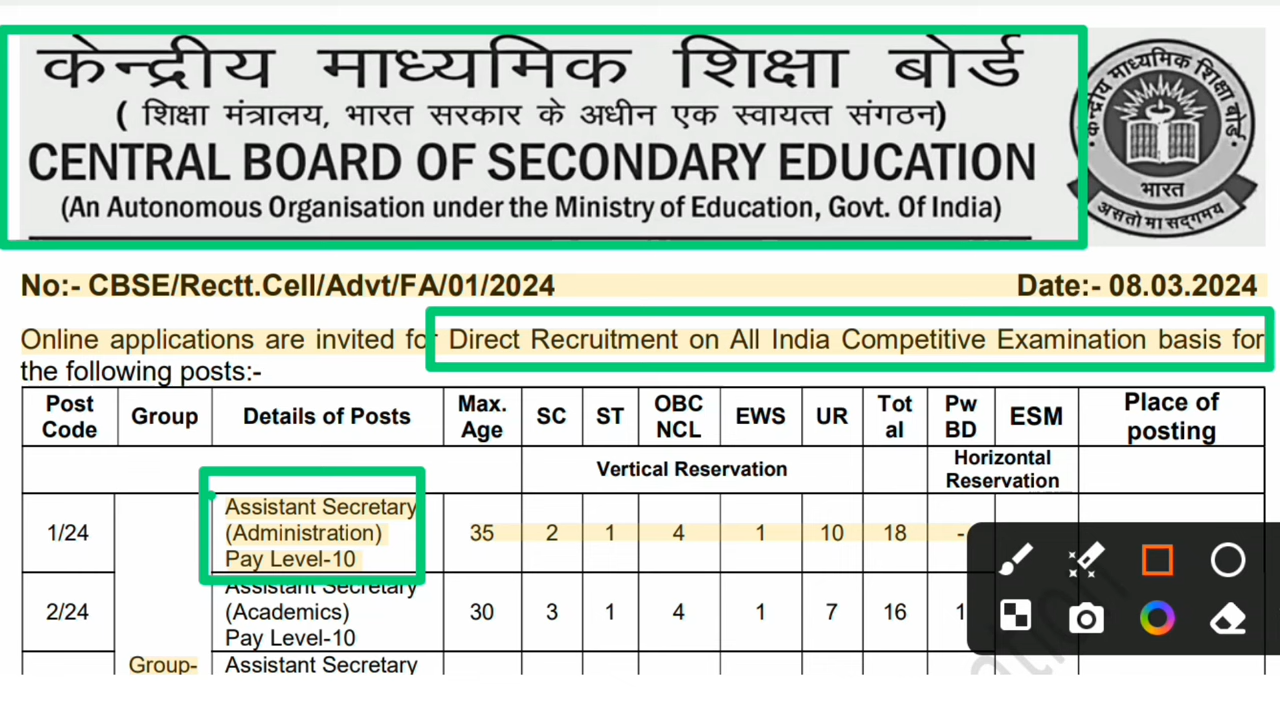 केन्द्रीय माध्यमिक शिक्षा बोर्ड
( शिक्षा मंत्रालय, भारत सरकार के अधीन एक स्वायत्त संगठन)
CENTRAL BOARD OF SECONDARY EDUCATION
(An Autonomous Organisation under the Ministry of Education, Govt. Of India)
केन्द्रीय माध्यमिक शिक्षा बोर्ड
भारत
असतो मा सद्गमय
No:- CBSE/Rectt.Cell/Advt/FA/01/2024 Date:- 08.03.2024
Online applications are invited for Direct Recruitment on All India Competitive Examination basis for
the following posts:-
Post Code Group Details of Posts Max. Age SC ST OBC NCL EWS UR Tot al Pw BD ESM Place of posting
Vertical Reservation Horizontal Reservation
1/24 Assistant Secretary (Administration) Pay Level-10 35 2 1 4 1 10 18 -
2/24 Assistant Secretary (Academics) Pay Level-10 30 3 1 4 1 7 16 1
Group- Assistant Secretary